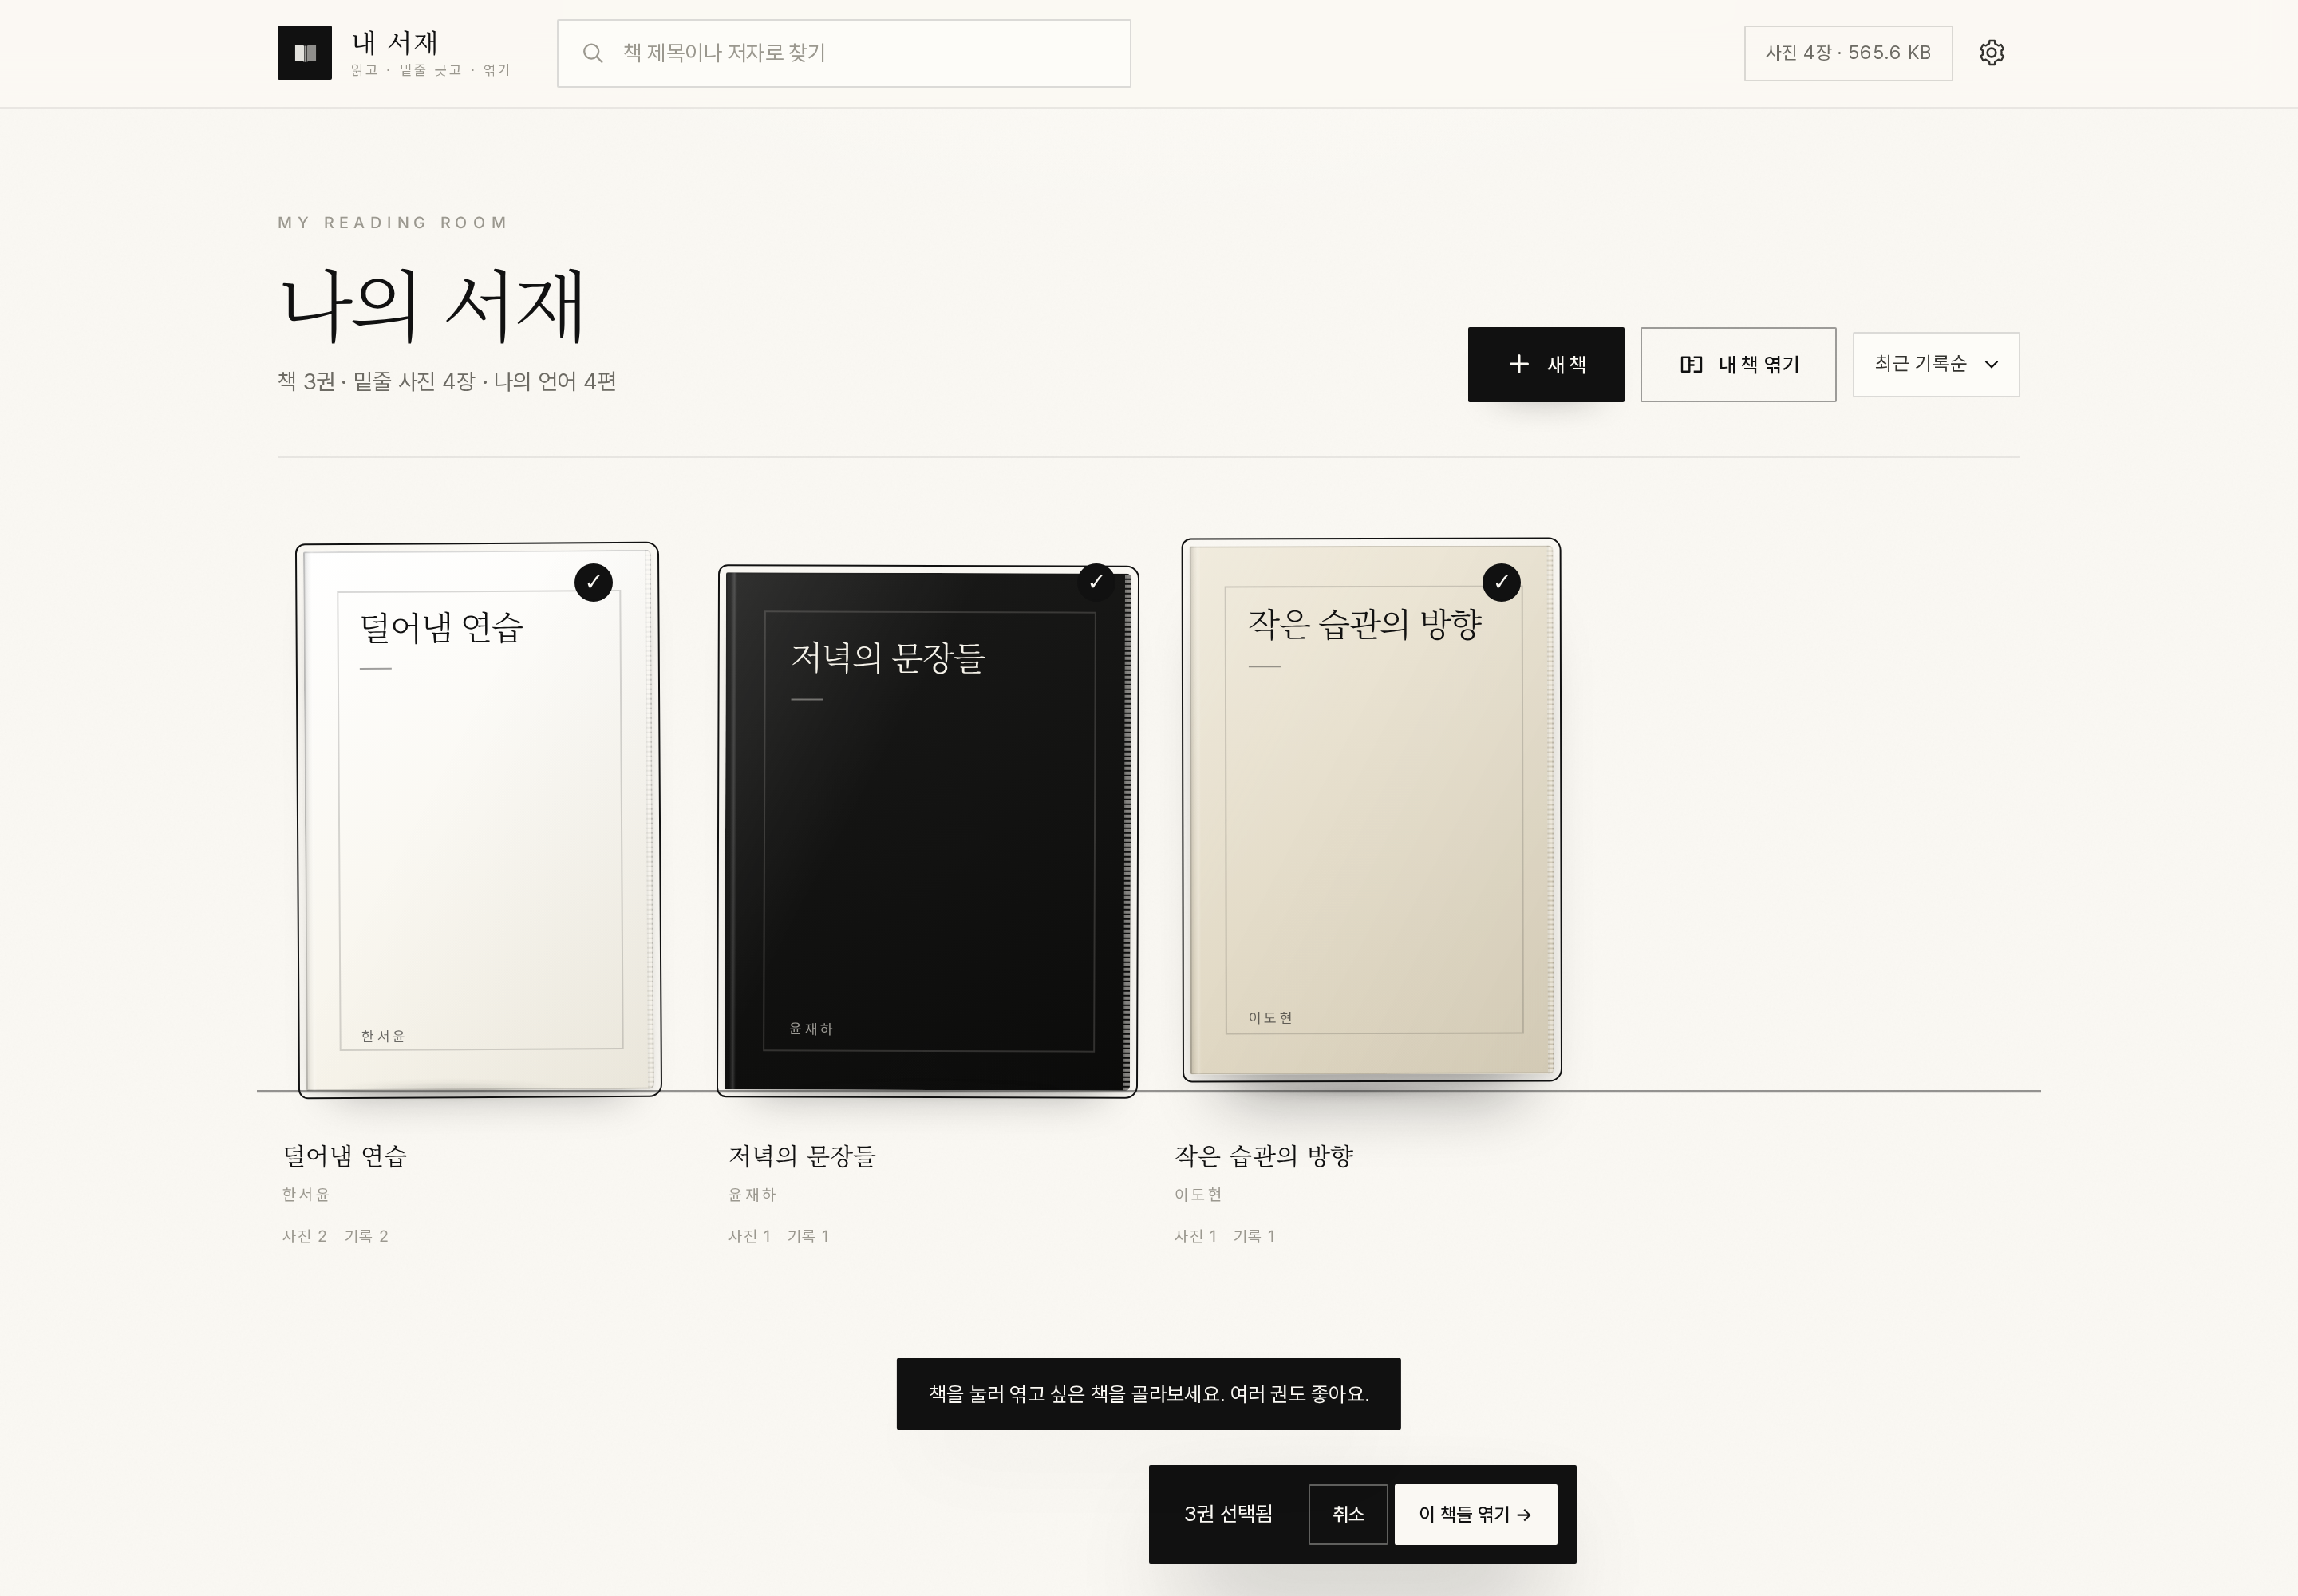 내 서재
읽고 · 밑줄 긋고 · 엮기
책 제목이나 저자로 찾기
사진 4장 · 565.6 KB
MY READING ROOM
나의 서재
책 3권 · 밑줄 사진 4장 · 나의 언어 4편
새 책
내 책 엮기
최근 기록순
덜어냄 연습
한서윤
저녁의 문장들
윤재하
작은 습관의 방향
이도현
덜어냄 연습
한서윤
사진 2 기록 2
저녁의 문장들
윤재하
사진 1 기록 1
작은 습관의 방향
이도현
사진 1 기록 1
책을 눌러 엮고 싶은 책을 골라보세요. 여러 권도 좋아요.
3권 선택됨
취소
이 책들 엮기 →